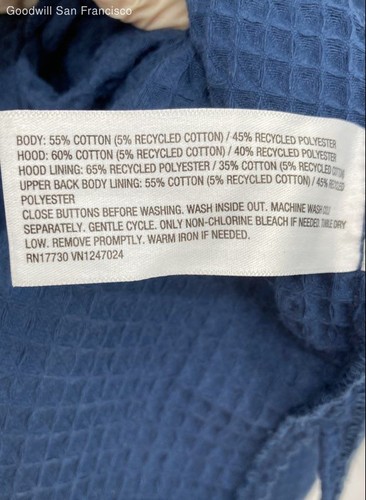 Goodwill San Francisco
BODY: 55% COTTON (5% RECYCLED COTTON) / 45% RECYCLED POLYESTER
HOOD: 60% COTTON (5% RECYCLED COTTON) / 40% RECYCLED POLYESTER
HOOD LINING: 65% RECYCLED POLYESTER / 35% COTTON (5% RECYCLED COTTON)
UPPER BACK BODY LINING: 55% COTTON (5% RECYCLED COTTON) / 45% RECYCLED
POLYESTER
CLOSE BUTTONS BEFORE WASHING. WASH INSIDE OUT. MACHINE WASH COLD
SEPARATELY. GENTLE CYCLE. ONLY NON-CHLORINE BLEACH IF NEEDED. TUMBLE DRY
LOW. REMOVE PROMPTLY. WARM IRON IF NEEDED.
RN17730 VN1247024